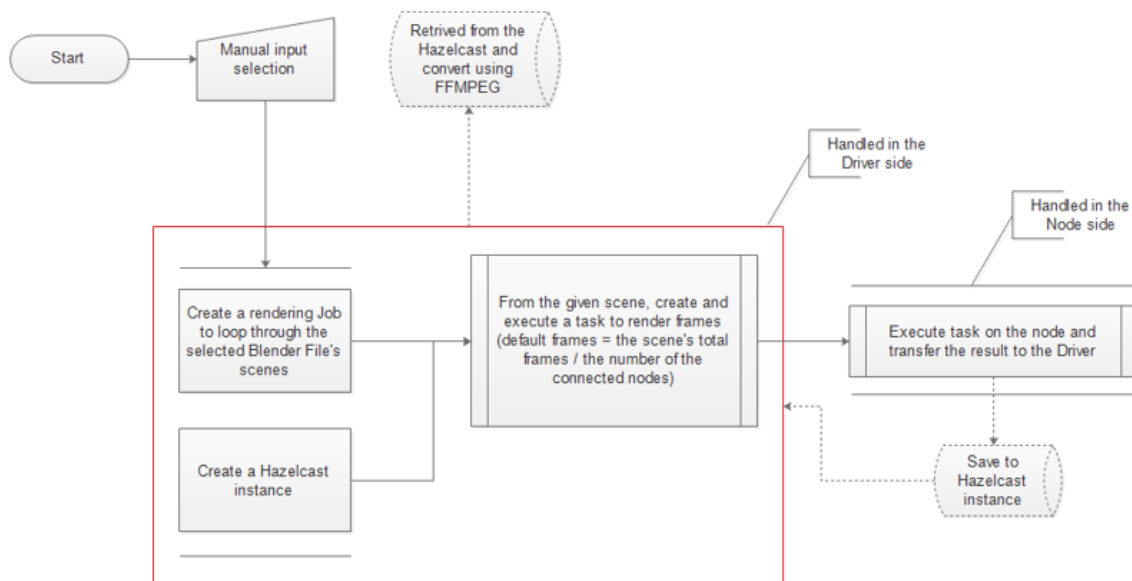 Start
Manual input
selection
Retrived from the
Hazelcast and
convert using
FFMPEG
Handled in the
Driver side
Handled in the
Node side
Create a rendering Job
to loop through the
selected Blender File's
scenes
From the given scene, create and
execute a task to render frames
(default frames = the scene's total
frames / the number of the
connected nodes)
Execute task on the node and
transfer the result to the Driver
Create a Hazelcast
instance
Save to
Hazelcast
instance